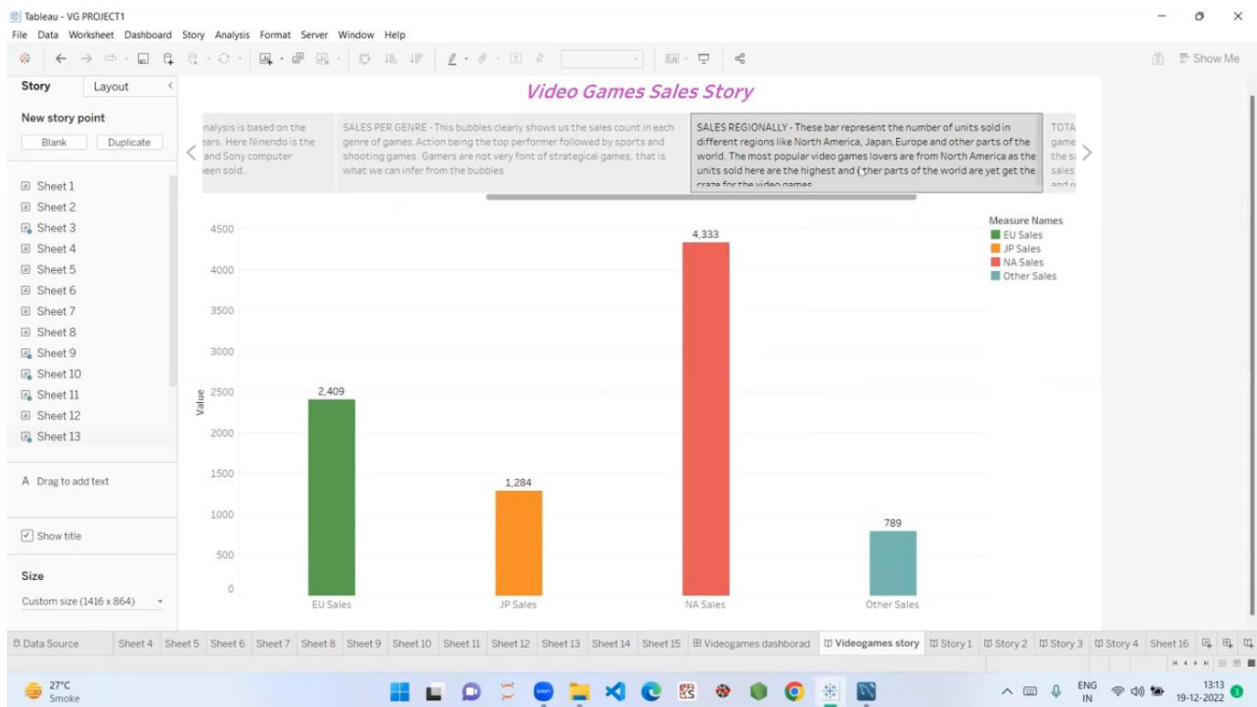 Tableau - VG PROJECT1
File Data Worksheet Dashboard Story Analysis Format Server Window Help
Show Me
Story Layout
New story point
Blank Duplicate
Sheet 1
Sheet 2
Sheet 3
Sheet 4
Sheet 5
Sheet 6
Sheet 7
Sheet 8
Sheet 9
Sheet 10
Sheet 11
Sheet 12
Sheet 13
A Drag to add text
Show title
Size
Custom size (1416 x 864)
Video Games Sales Story
nalysis is based on the
ears. Here Ninendo is the
and Sony computer
een sold.
SALES PER GENRE - This bubbles clearly shows us the sales count in each
genre of games.Action being the top performer followed by sports and
shooting games. Gamers are not very font of strategical games, that is
what we can infer from the bubbles
SALES REGIONALLY - These bar represent the number of units sold in
different regions like North America, Japan,Europe and other parts of the
world. The most popular video games lovers are from North America as the
units sold here are the highest and other parts of the world are yet get the
craze for the video games
TOTA
game
the sa
sales
and n
Measure Names
EU Sales
JP Sales
NA Sales
Other Sales
Value
4500
4000
3500
3000
2500
2000
1500
1000
500
0
2,409
1,284
4,333
789
EU Sales JP Sales NA Sales Other Sales
Data Source Sheet 4 Sheet 5 Sheet 6 Sheet 7 Sheet 8 Sheet 9 Sheet 10 Sheet 11 Sheet 12 Sheet 13 Sheet 14 Sheet 15 Videogames dashborad Videogames story Story 1 Story 2 Story 3 Story 4 Sheet 16
27°C
Smoke
ENG
IN
13:13
19-12-2022
3